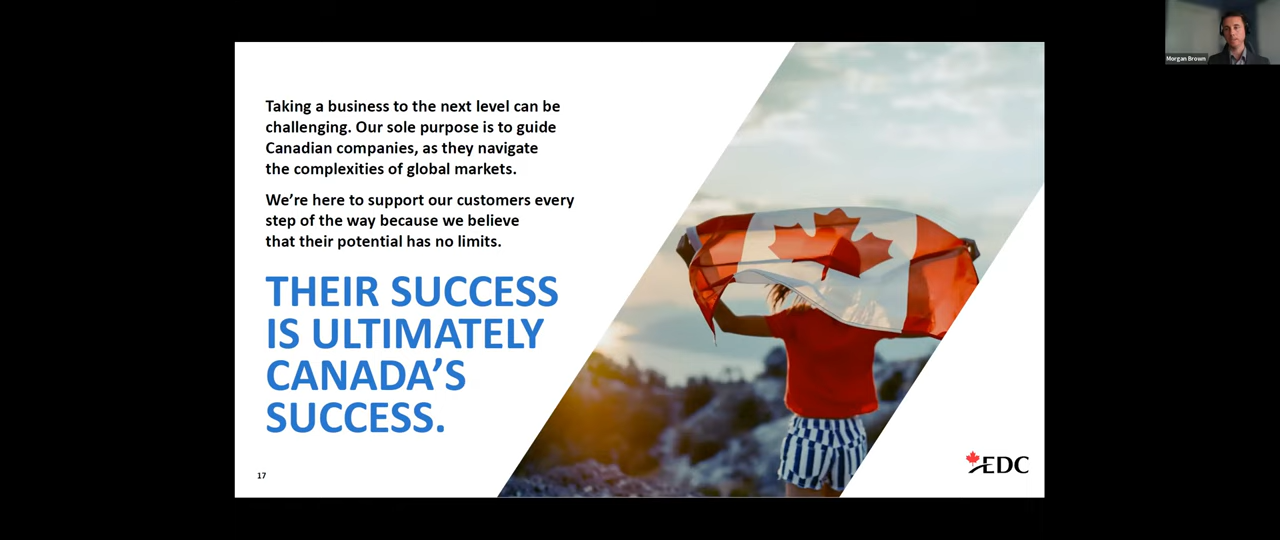 Taking a business to the next level can be
challenging. Our sole purpose is to guide
Canadian companies, as they navigate
the complexities of global markets.
We're here to support our customers every
step of the way because we believe
that their potential has no limits.
THEIR SUCCESS
IS ULTIMATELY
CANADA'S
SUCCESS.
17
EDC
Morgan Brown